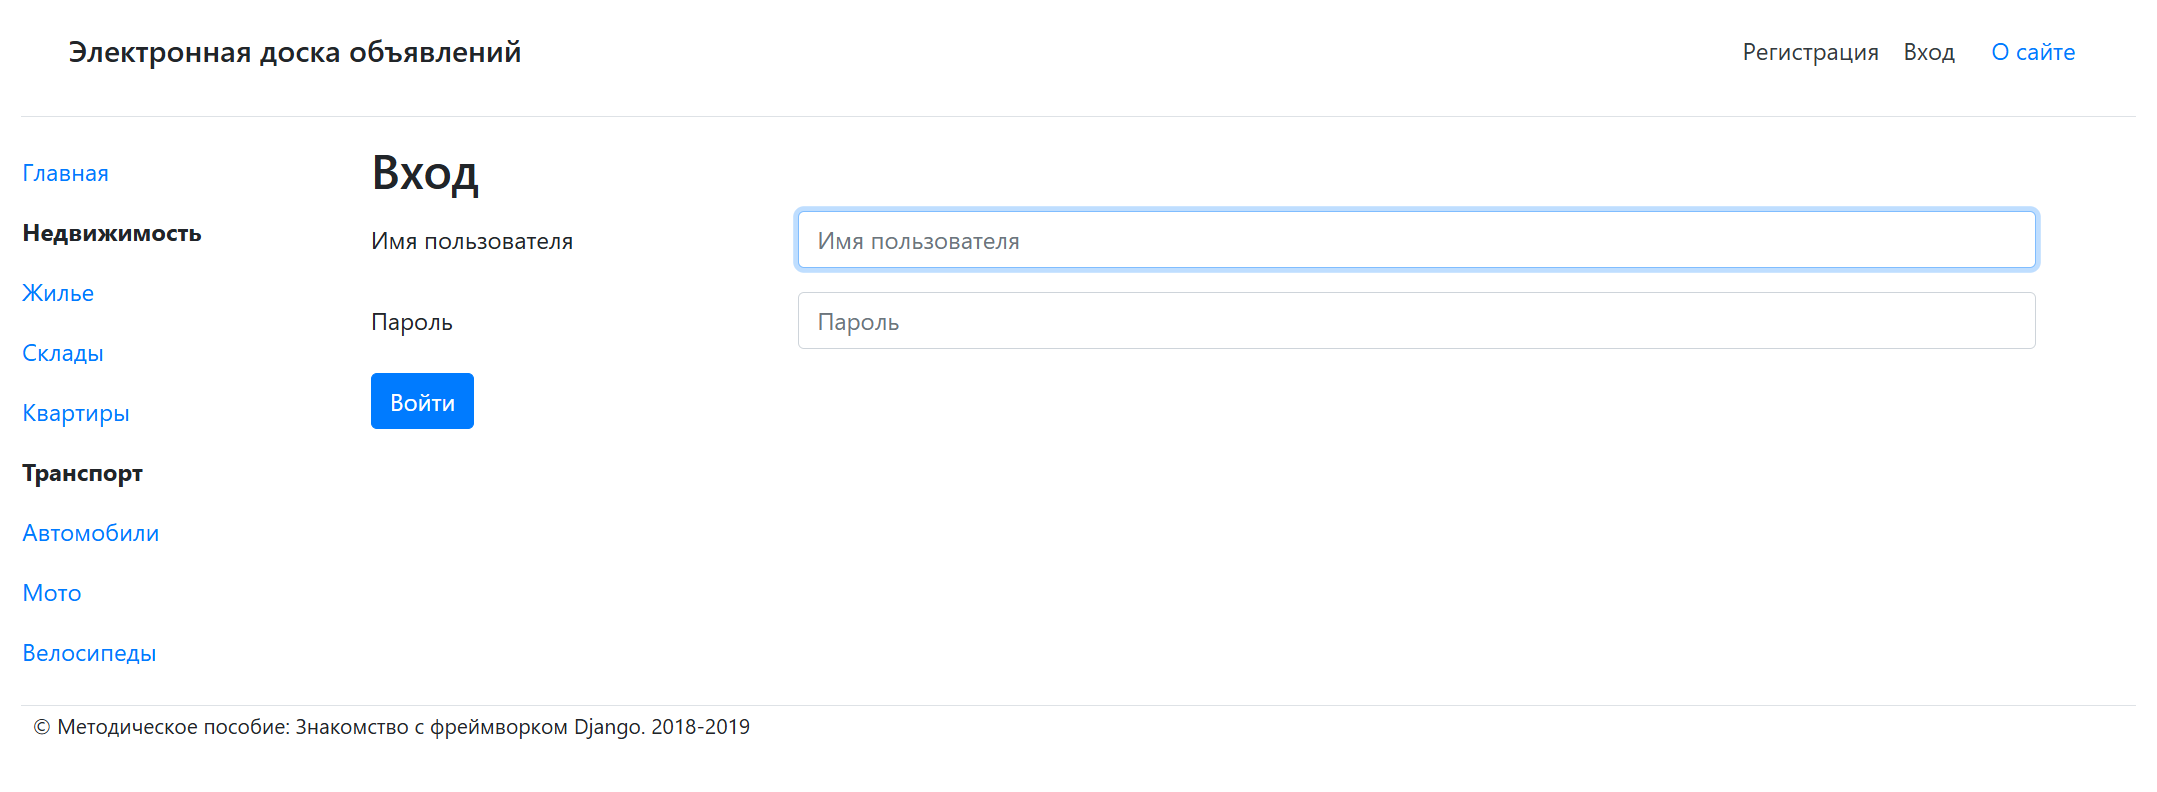 Электронная доска объявлений
Регистрация Вход О сайте
Главная
Недвижимость
Жилье
Склады
Квартиры
Транспорт
Автомобили
Мото
Велосипеды
Вход
Имя пользователя Имя пользователя
Пароль Пароль
Войти
© Методическое пособие: Знакомство с фреймворком Django. 2018-2019